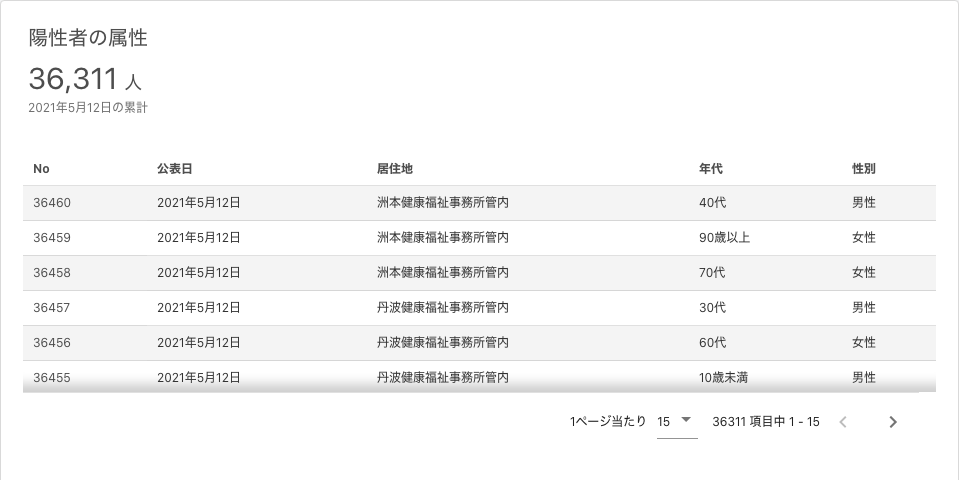 陽性者の属性
36,311 人
2021年5月12日の累計
No 公表日 居住地 年代 性別
36460 2021年5月12日 洲本健康福祉事務所管内 40代 男性
36459 2021年5月12日 洲本健康福祉事務所管内 90歳以上 女性
36458 2021年5月12日 洲本健康福祉事務所管内 70代 女性
36457 2021年5月12日 丹波健康福祉事務所管内 30代 男性
36456 2021年5月12日 丹波健康福祉事務所管内 60代 女性
36455 2021年5月12日 丹波健康福祉事務所管内 10歳未満 男性
1ページ当たり 15 36311 項目中 1 - 15